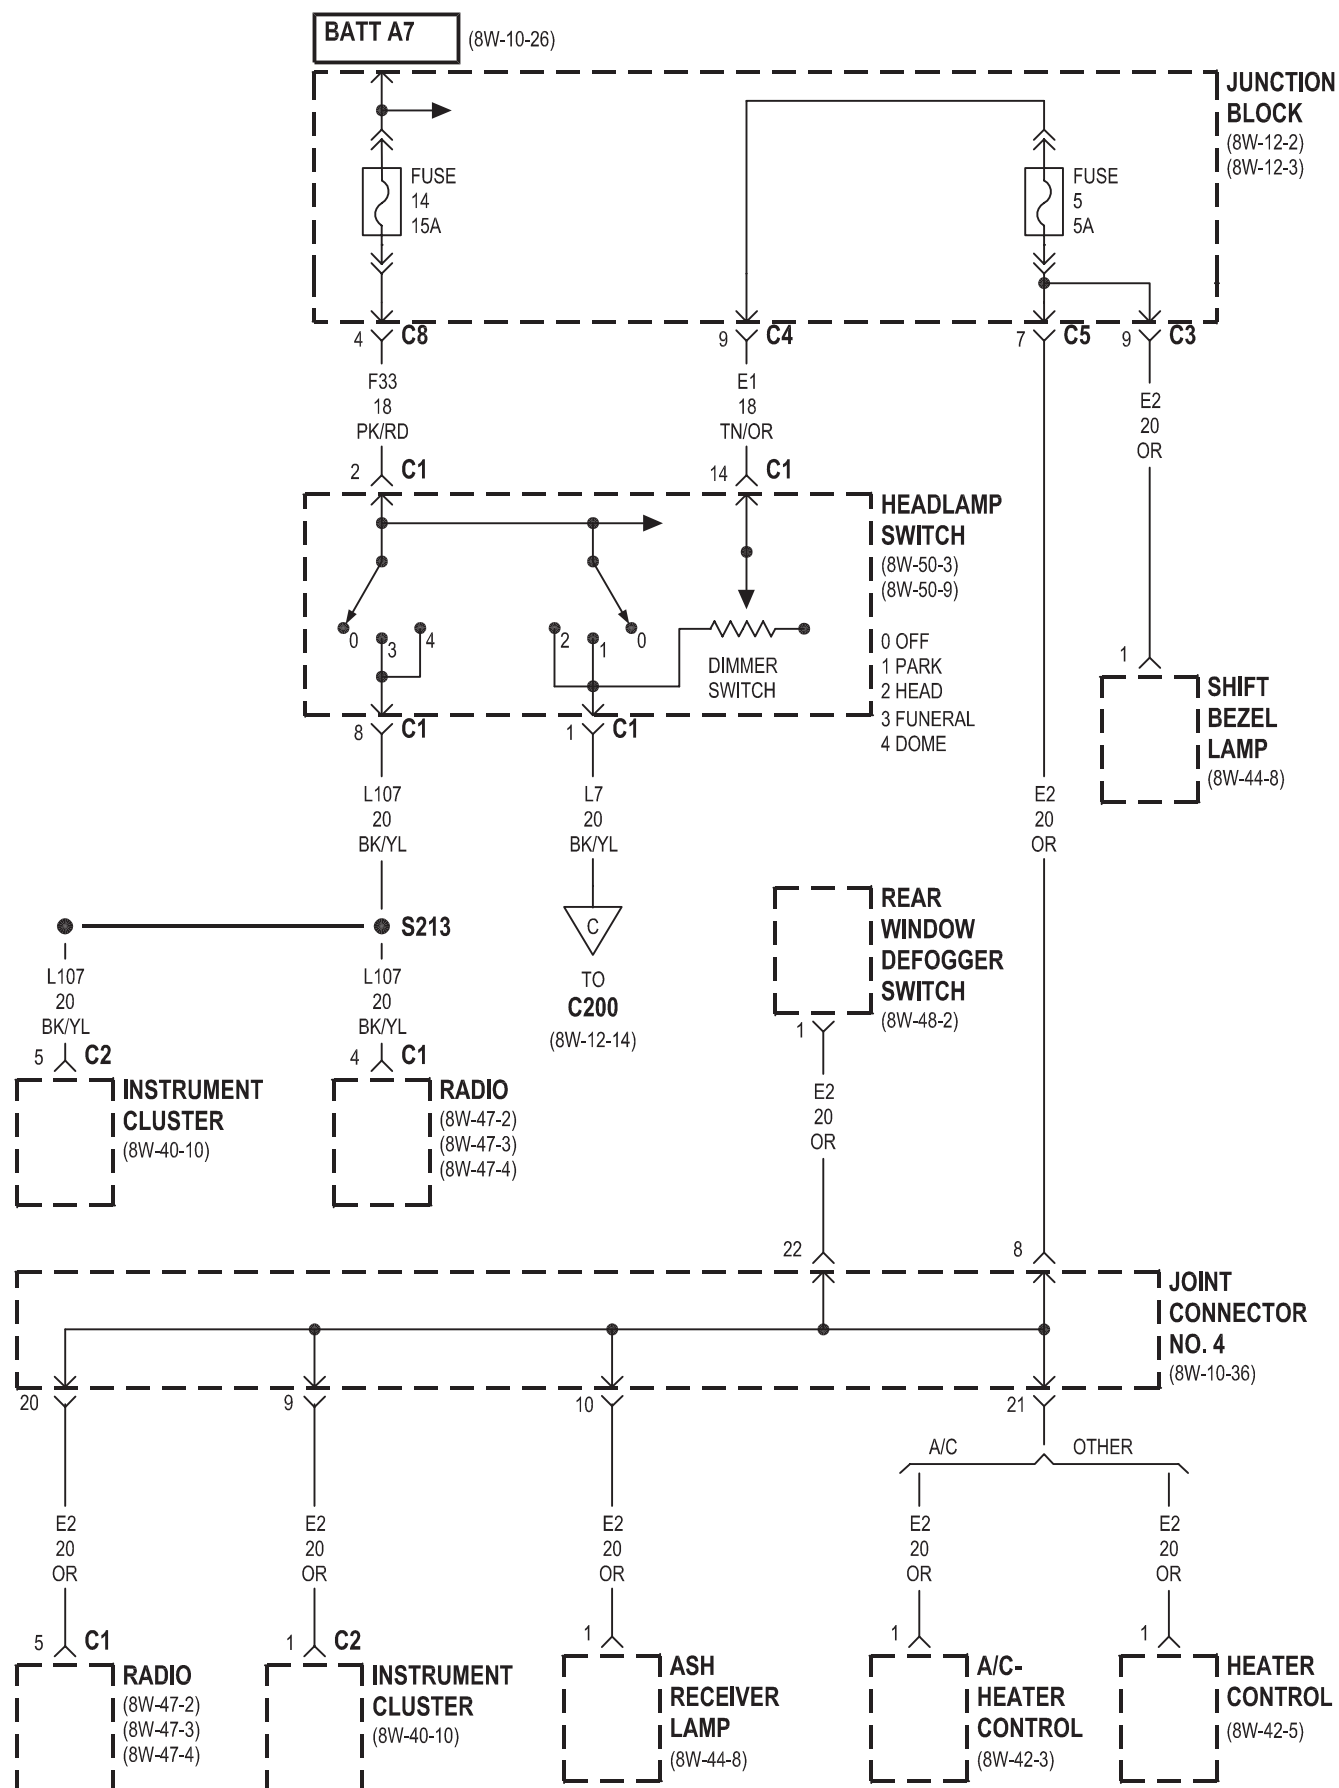 BATT A7
(8W-10-26)
JUNCTION
BLOCK
(8W-12-2)
(8W-12-3)
FUSE
14
15A
FUSE
5
5A
4 C8
9 C4
7 C5
9 C3
F33
18
PK/RD
E1
18
TN/OR
E2
20
OR
2 C1
14 C1
HEADLAMP
SWITCH
(8W-50-3)
(8W-50-9)
0
3
4
2
1
0
DIMMER
SWITCH
0 OFF
1 PARK
2 HEAD
3 FUNERAL
4 DOME
1
SHIFT
BEZEL
LAMP
(8W-44-8)
8 C1
1 C1
L107
20
BK/YL
L7
20
BK/YL
E2
20
OR
S213
C
TO
C200
(8W-12-14)
REAR
WINDOW
DEFOGGER
SWITCH
(8W-48-2)
1
L107
20
BK/YL
L107
20
BK/YL
5 C2
4 C1
INSTRUMENT
CLUSTER
(8W-40-10)
RADIO
(8W-47-2)
(8W-47-3)
(8W-47-4)
E2
20
OR
22
8
JOINT
CONNECTOR
NO. 4
(8W-10-36)
20
9
10
21
A/C
OTHER
E2
20
OR
E2
20
OR
E2
20
OR
E2
20
OR
E2
20
OR
5 C1
1 C2
1
1
1
RADIO
(8W-47-2)
(8W-47-3)
(8W-47-4)
INSTRUMENT
CLUSTER
(8W-40-10)
ASH
RECEIVER
LAMP
(8W-44-8)
A/C-
HEATER
CONTROL
(8W-42-3)
HEATER
CONTROL
(8W-42-5)